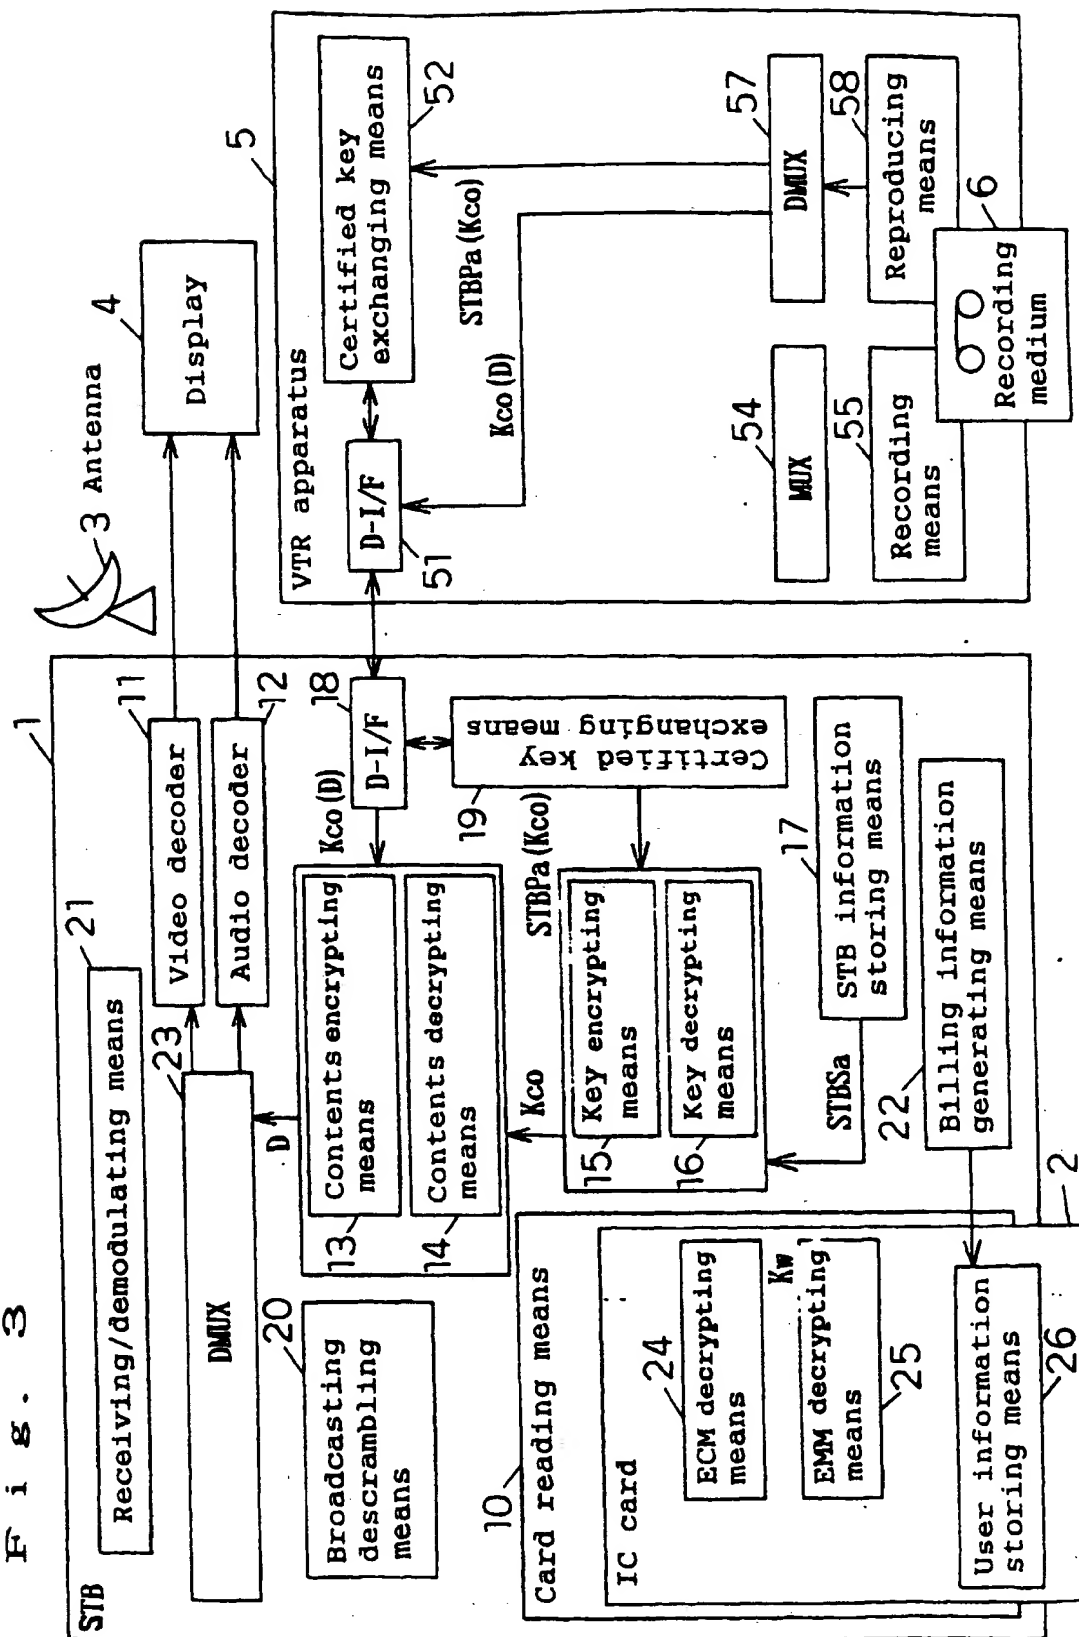 Fig. 3
STB
1
Receiving/demodulating means
21
DMUX
23
Video decoder
11
Audio decoder
12
3 Antenna
Display
4
Broadcasting
descrambling
means
20
D
Contents encrypting
means
13
Contents decrypting
means
14
Kco(D)
D-I/F
18
Kco
STBPa(Kco)
Certified key
exchanging means
19
Key encrypting
means
15
Key decrypting
means
16
STBSa
STB information
storing means
17
Billing information
generating means
22
Card reading means
10
IC card
2
ECM decrypting
means
24
Kw
EMM decrypting
means
25
User information
storing means
26
VTR apparatus
5
D-I/F
51
Certified key
exchanging means
52
Kco(D)
STBPa(Kco)
MUX
54
DMUX
57
Recording
means
55
Reproducing
means
58
Recording
medium
6